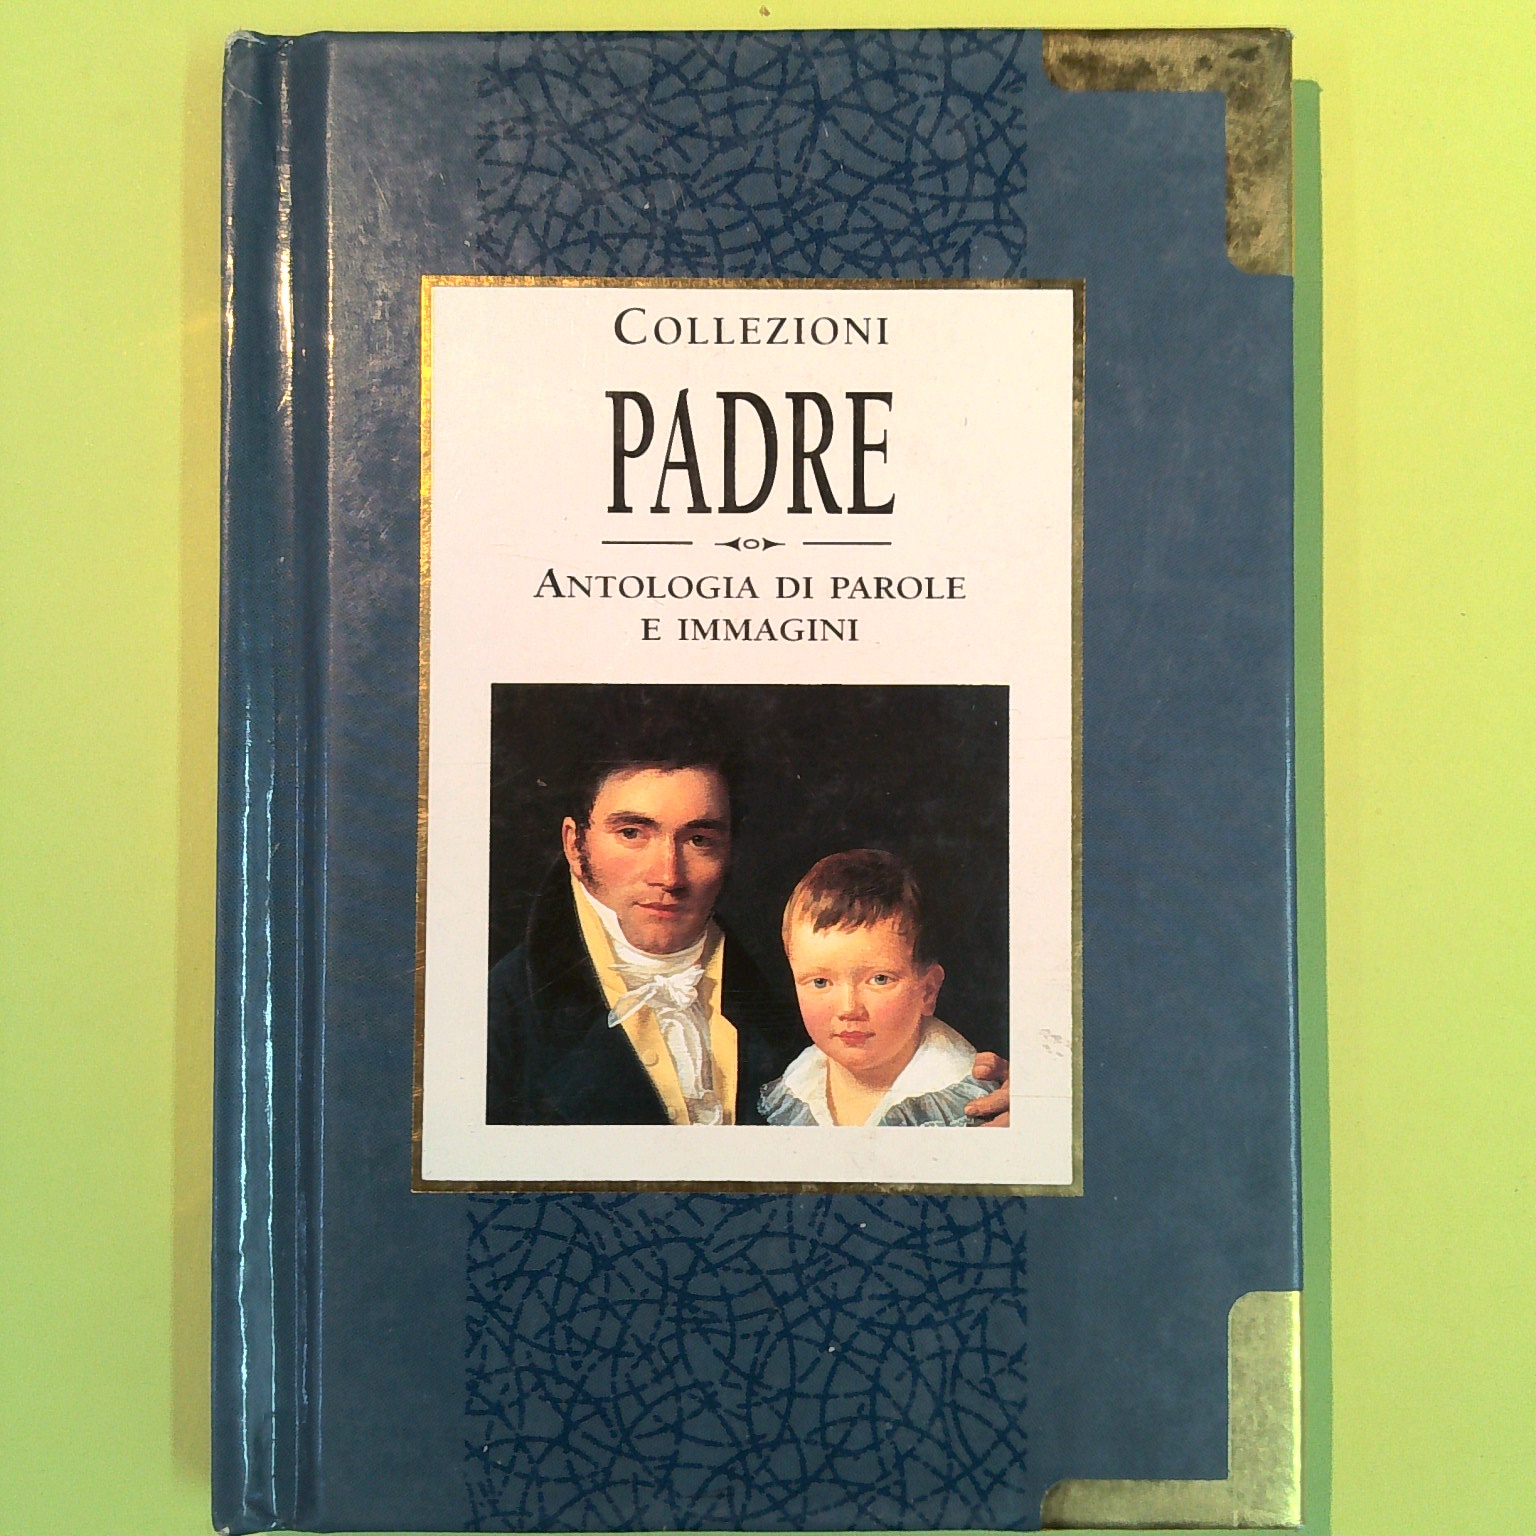 COLLEZIONI
PADRE
ANTOLOGIA DI PAROLE
E IMMAGINI